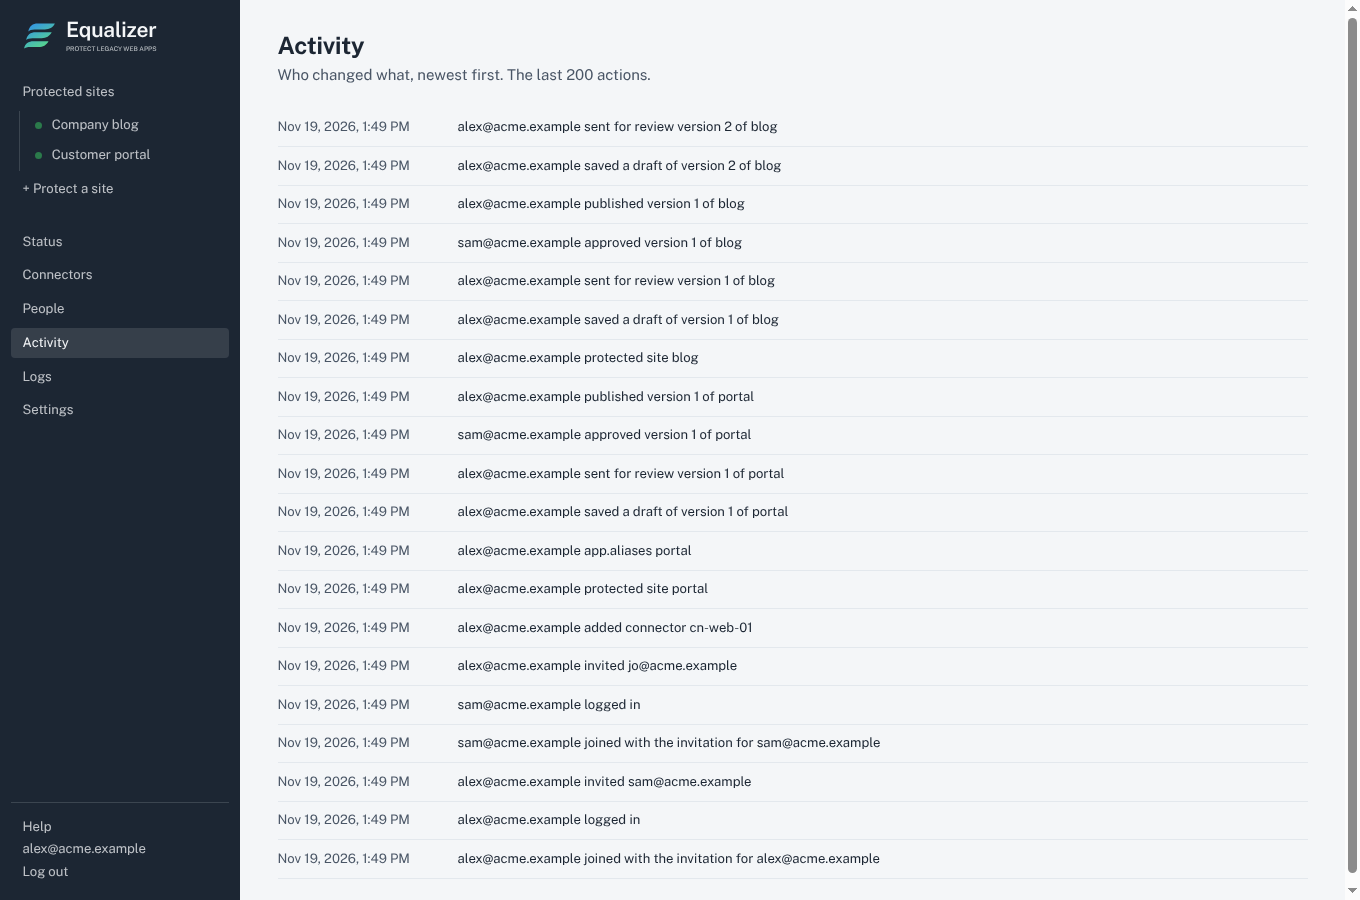 Equalizer
PROTECT LEGACY WEB APPS
Protected sites
Company blog
Customer portal
+ Protect a site
Status
Connectors
People
Activity
Logs
Settings
Help
alex@acme.example
Log out
Activity
Who changed what, newest first. The last 200 actions.
Nov 19, 2026, 1:49 PM alex@acme.example sent for review version 2 of blog
Nov 19, 2026, 1:49 PM alex@acme.example saved a draft of version 2 of blog
Nov 19, 2026, 1:49 PM alex@acme.example published version 1 of blog
Nov 19, 2026, 1:49 PM sam@acme.example approved version 1 of blog
Nov 19, 2026, 1:49 PM alex@acme.example sent for review version 1 of blog
Nov 19, 2026, 1:49 PM alex@acme.example saved a draft of version 1 of blog
Nov 19, 2026, 1:49 PM alex@acme.example protected site blog
Nov 19, 2026, 1:49 PM alex@acme.example published version 1 of portal
Nov 19, 2026, 1:49 PM sam@acme.example approved version 1 of portal
Nov 19, 2026, 1:49 PM alex@acme.example sent for review version 1 of portal
Nov 19, 2026, 1:49 PM alex@acme.example saved a draft of version 1 of portal
Nov 19, 2026, 1:49 PM alex@acme.example app.aliases portal
Nov 19, 2026, 1:49 PM alex@acme.example protected site portal
Nov 19, 2026, 1:49 PM alex@acme.example added connector cn-web-01
Nov 19, 2026, 1:49 PM alex@acme.example invited jo@acme.example
Nov 19, 2026, 1:49 PM sam@acme.example logged in
Nov 19, 2026, 1:49 PM sam@acme.example joined with the invitation for sam@acme.example
Nov 19, 2026, 1:49 PM alex@acme.example invited sam@acme.example
Nov 19, 2026, 1:49 PM alex@acme.example logged in
Nov 19, 2026, 1:49 PM alex@acme.example joined with the invitation for alex@acme.example